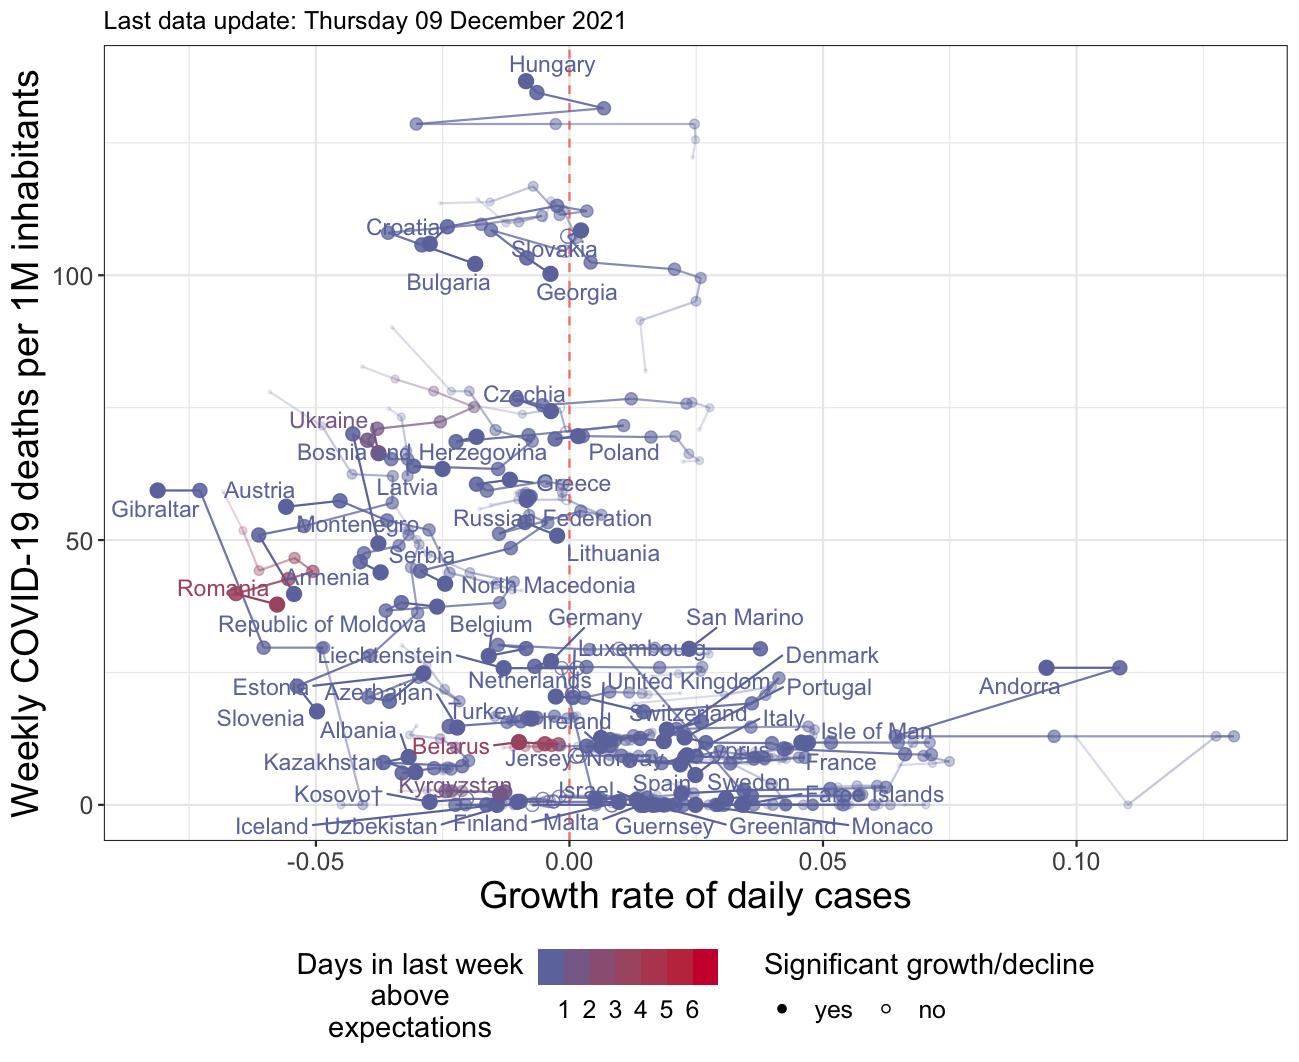 Last data update: Thursday 09 December 2021
Weekly COVID-19 deaths per 1M inhabitants
Hungary
Croatia
Slovakia
100
Bulgaria
Georgia
Czechia
Ukraine
Bosnia and Herzegovina
Poland
Latvia
Greece
Austria
Gibraltar
Montenegro
Russian Federation
50
Lithuania
Serbia
Armenia
North Macedonia
Romania
Republic of Moldova
Belgium
Germany
San Marino
Liechtenstein
Luxembourg
Denmark
Netherlands
United Kingdom
Estonia
Azerbaijan
Portugal
Andorra
Slovenia
Turkey
Ireland
Switzerland
Italy
Albania
Isle of Man
Belarus
Cyprus
Kazakhstan
Jersey
Norway
France
Kyrgyzstan
Spain
Sweden
Kosovo†
Israel
Faroe Islands
0
Iceland
Uzbekistan
Finland
Malta
Guernsey
Greenland
Monaco
-0.05
0.00
0.05
0.10
Growth rate of daily cases
Days in last week
above
expectations
1 2 3 4 5 6
Significant growth/decline
yes
no